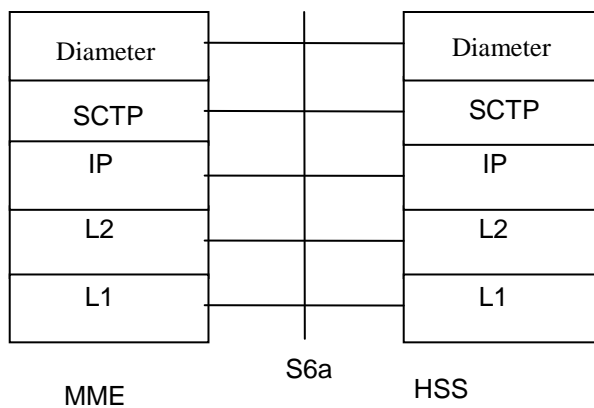 Diameter Diameter
SCTP SCTP
IP IP
L2 L2
L1 L1
S6a
MME HSS